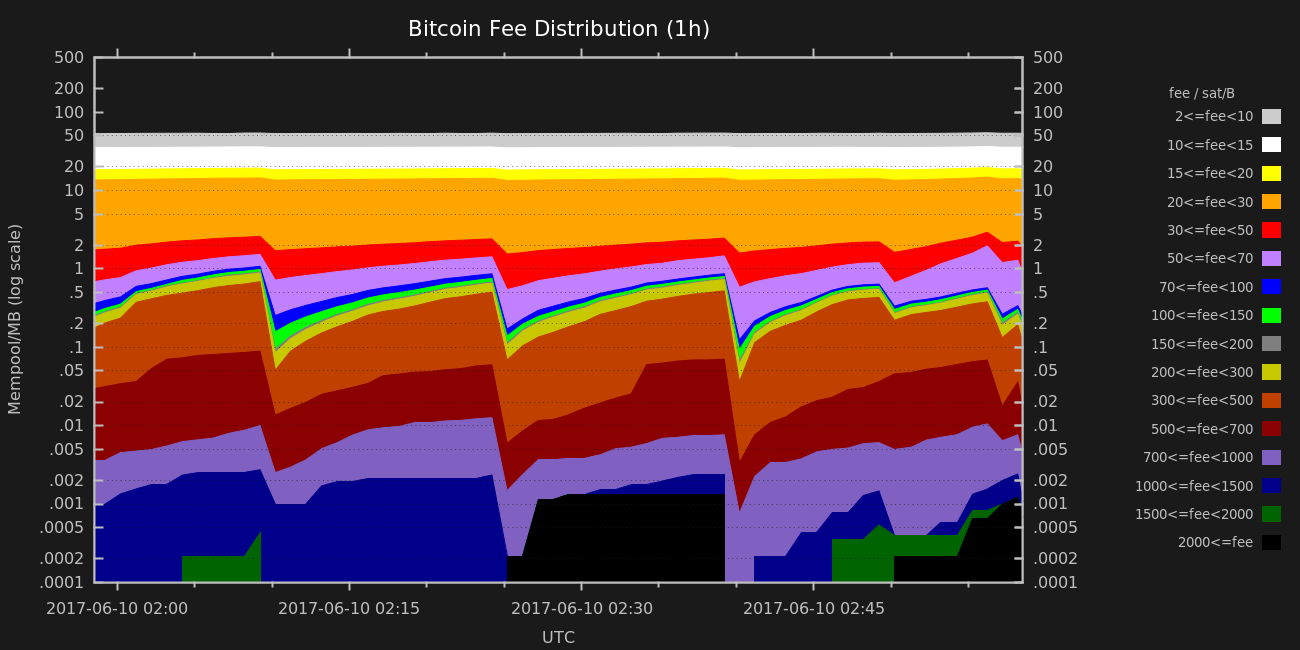 Bitcoin Fee Distribution (1h)
500 500
200 200
100 100
50 50
20 20
10 10
5 5
2 2
1 1
.5 .5
.2 .2
.1 .1
.05 .05
.02 .02
.01 .01
.005 .005
.002 .002
.001 .001
.0005 .0005
.0002 .0002
.0001 .0001
Mempool/MB (log scale)
2017-06-10 02:00 2017-06-10 02:15 2017-06-10 02:30 2017-06-10 02:45
UTC
fee / sat/B
2<=fee<10
10<=fee<15
15<=fee<20
20<=fee<30
30<=fee<50
50<=fee<70
70<=fee<100
100<=fee<150
150<=fee<200
200<=fee<300
300<=fee<500
500<=fee<700
700<=fee<1000
1000<=fee<1500
1500<=fee<2000
2000<=fee